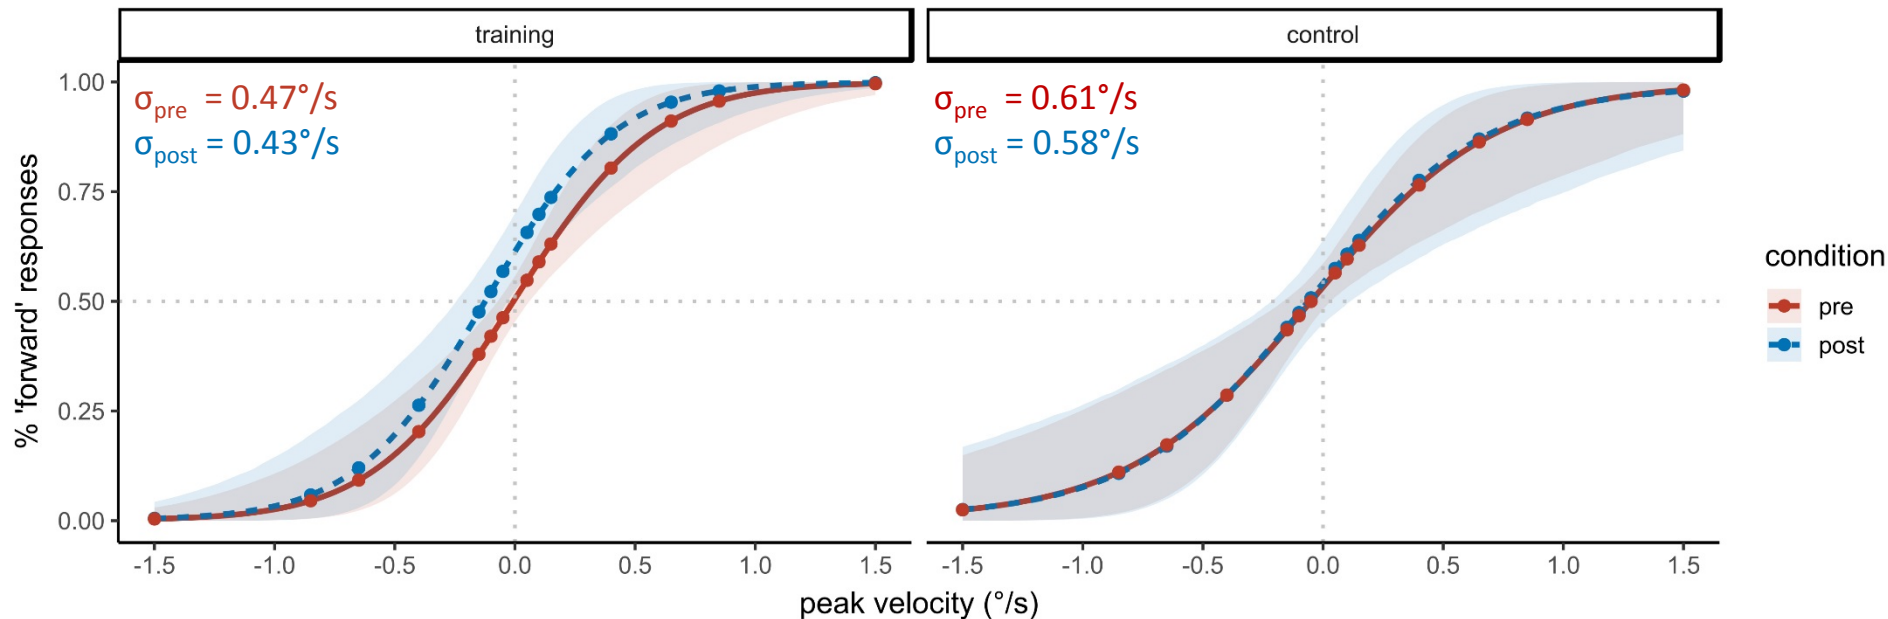 training
control
σpre = 0.47°/s
σpost = 0.43°/s
σpre = 0.61°/s
σpost = 0.58°/s
% 'forward' responses
1.00
0.75
0.50
0.25
0.00
-1.5 -1.0 -0.5 0.0 0.5 1.0 1.5
-1.5 -1.0 -0.5 0.0 0.5 1.0 1.5
peak velocity (°/s)
condition
pre
post